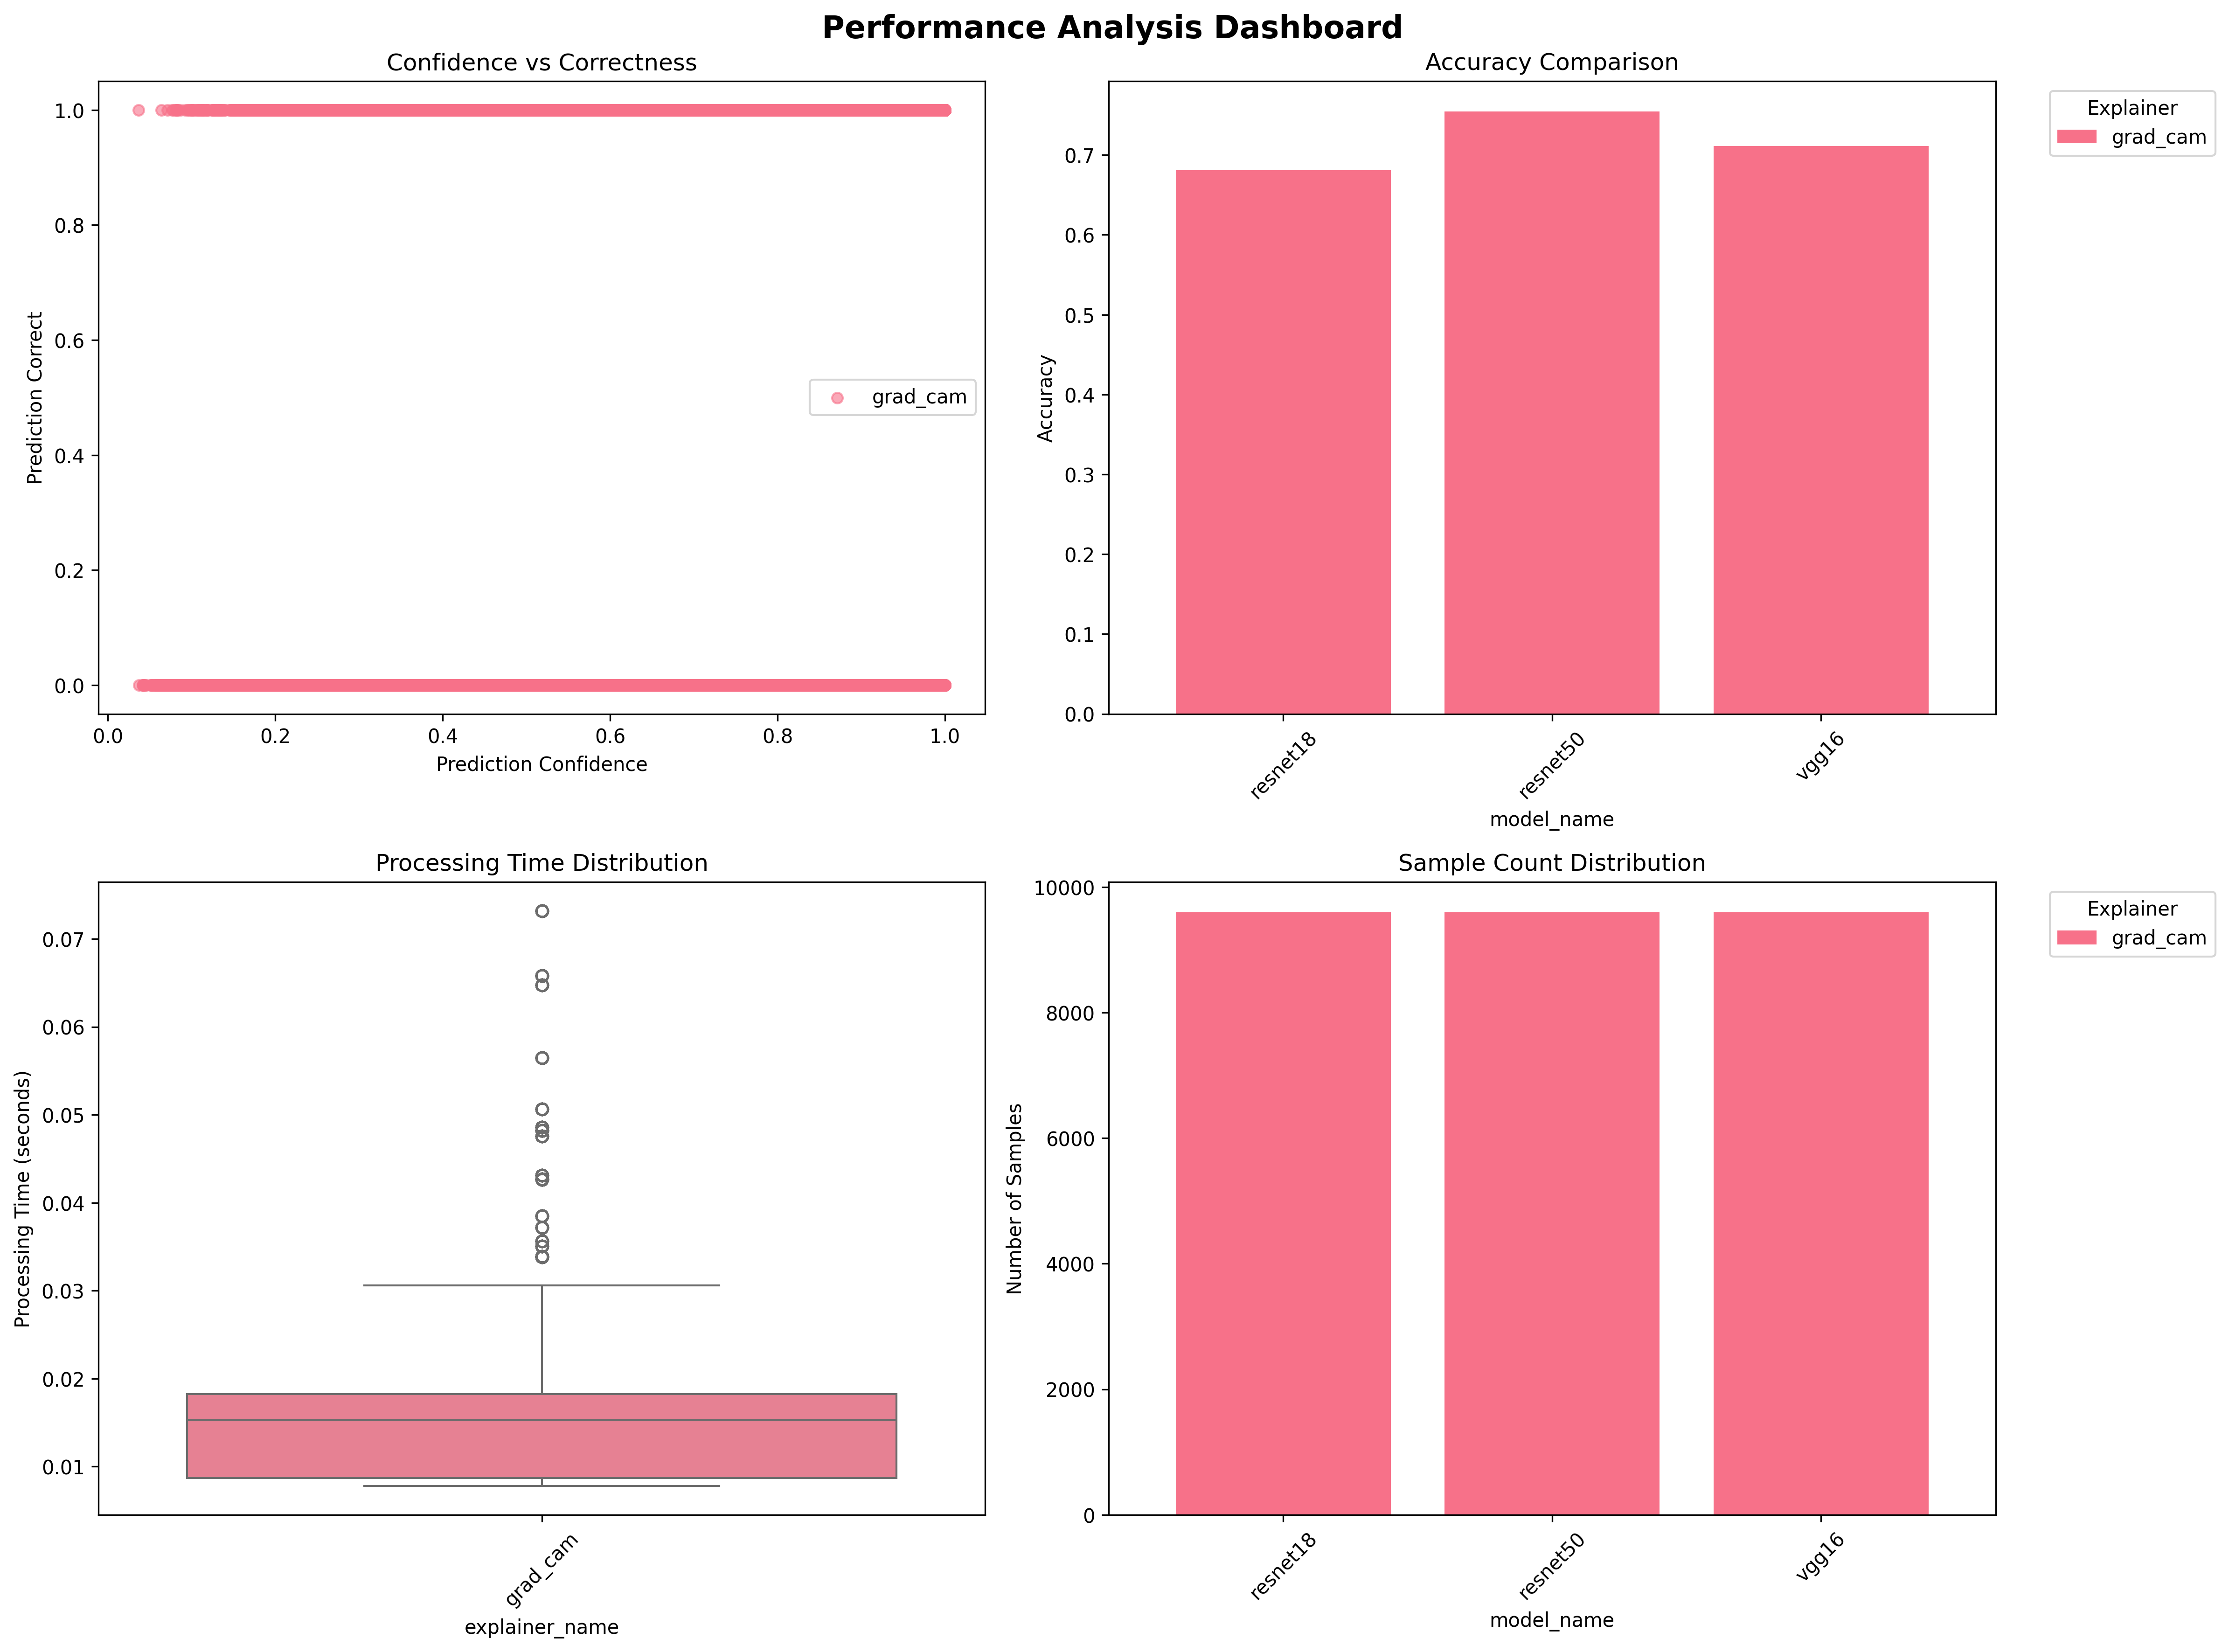 Performance Analysis Dashboard
Confidence vs Correctness
Prediction Correct
1.0
0.8
0.6
0.4
0.2
0.0
grad_cam
0.0 0.2 0.4 0.6 0.8 1.0
Prediction Confidence
Accuracy Comparison
Accuracy
0.7
0.6
0.5
0.4
0.3
0.2
0.1
0.0
resnet18 resnet50 vgg16
model_name
Explainer
grad_cam
Processing Time Distribution
Processing Time (seconds)
0.07
0.06
0.05
0.04
0.03
0.02
0.01
grad_cam
explainer_name
Sample Count Distribution
Number of Samples
10000
8000
6000
4000
2000
0
resnet18 resnet50 vgg16
model_name
Explainer
grad_cam